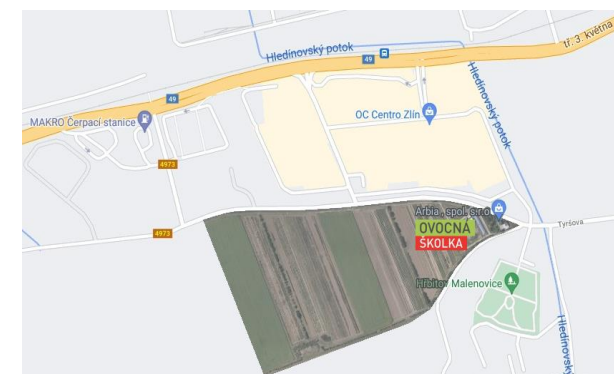 Hledínovský potok
49
tř. 3. května
49
MAKRO Čerpací stanice
OC Centro Zlín
Hledínovský potok
4973
Arbia, spol. s.r.o
OVOCNÁ
ŠKOLKA
Tyršova
4973
Hřbitov Malenovice
Hledínovský potok